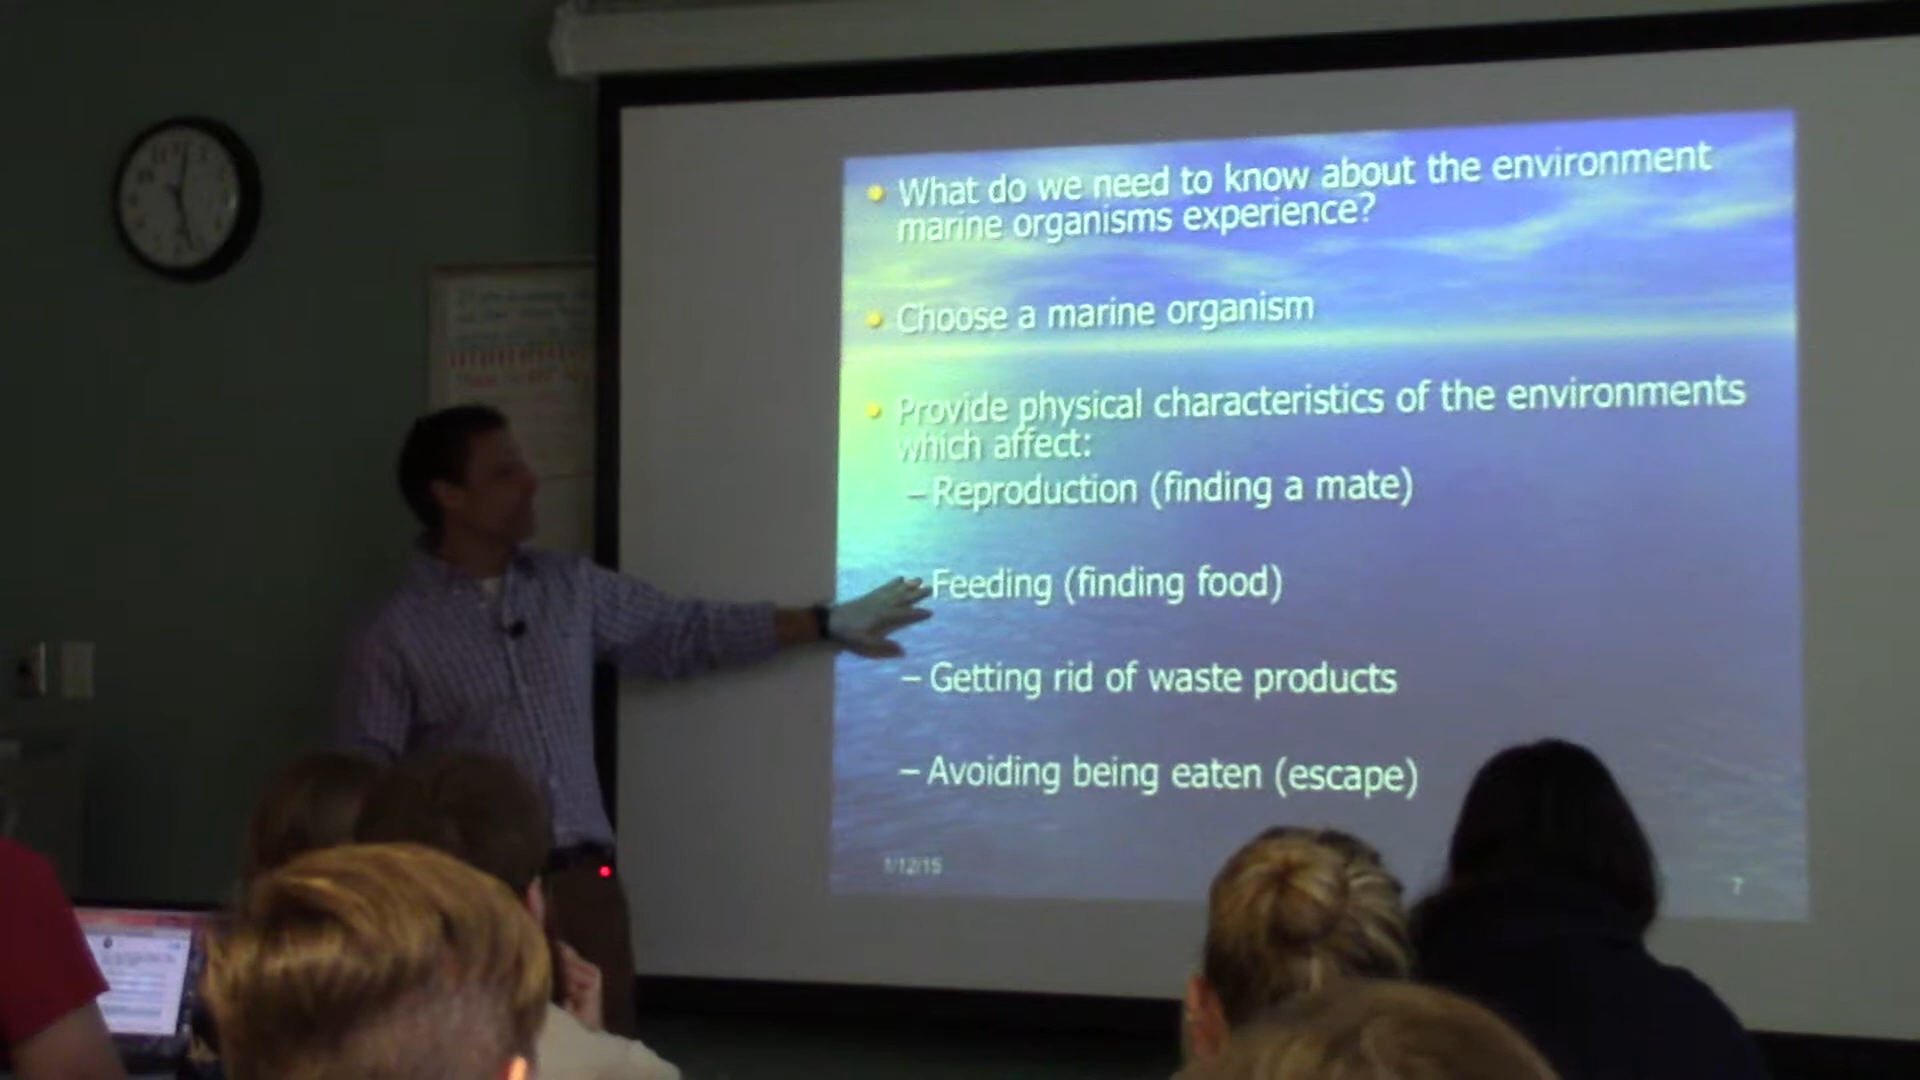 • What do we need to know about the environment
marine organisms experience?
• Choose a marine organism
• Provide physical characteristics of the environments
which affect:
– Reproduction (finding a mate)
Feeding (finding food)
– Getting rid of waste products
– Avoiding being eaten (escape)
1/12/15
7